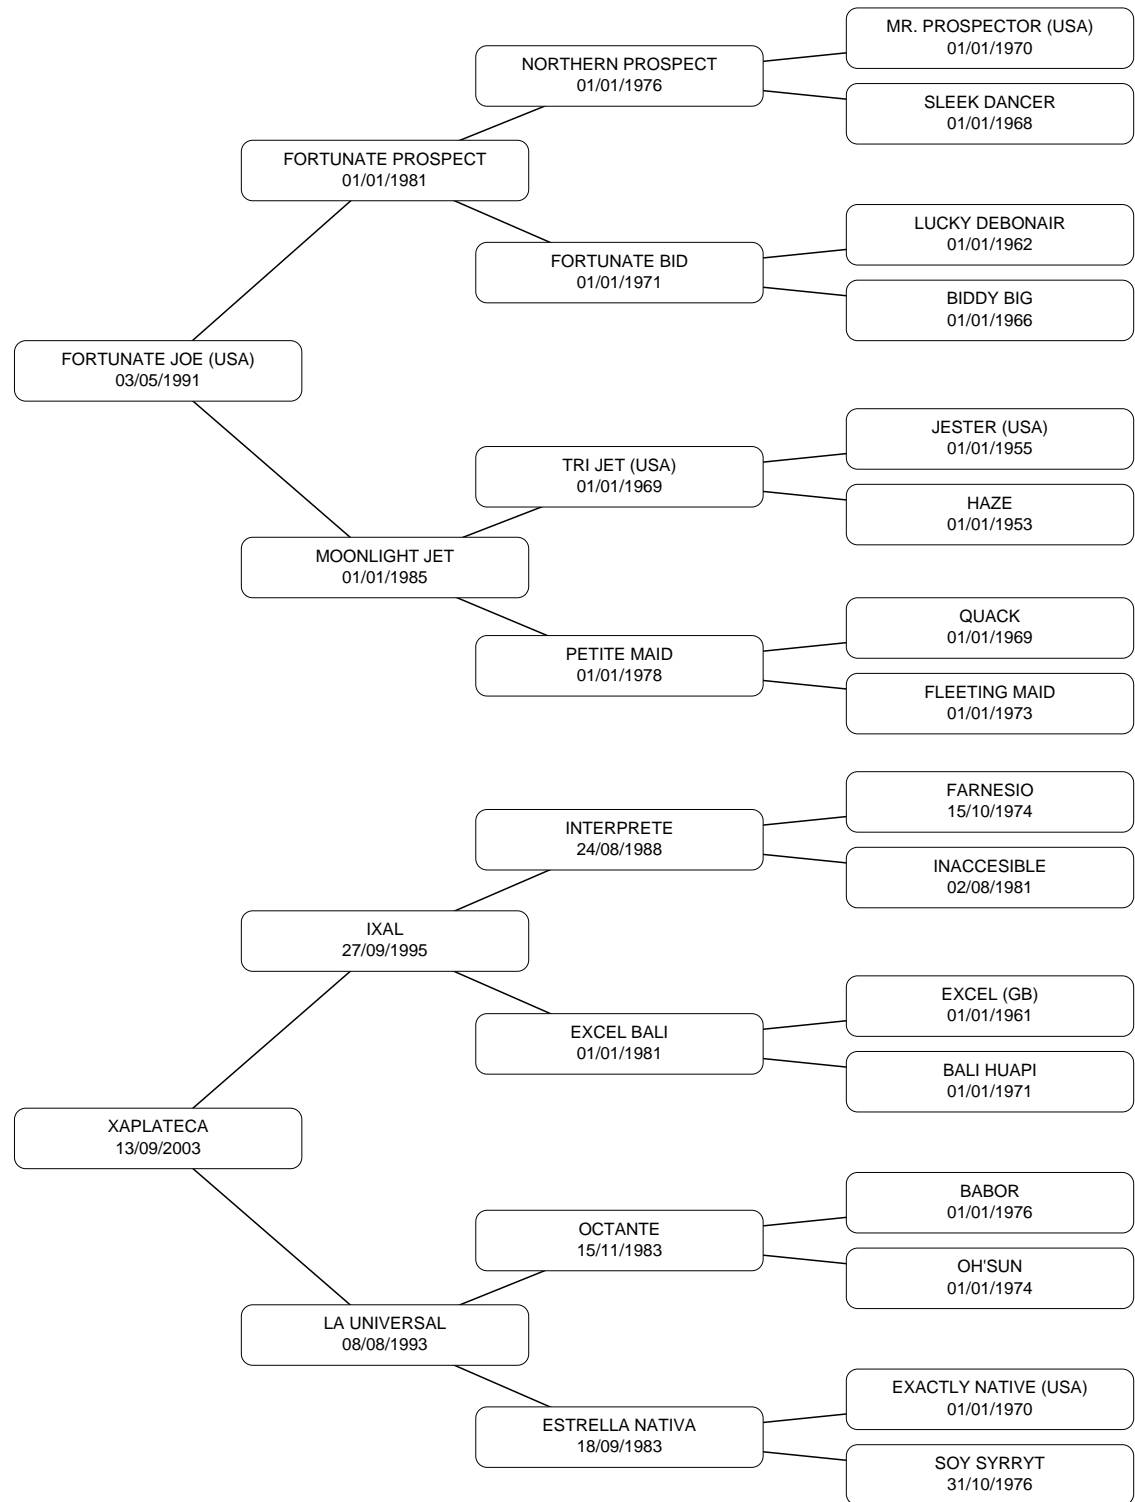 MR. PROSPECTOR (USA)
01/01/1970
NORTHERN PROSPECT
01/01/1976
SLEEK DANCER
01/01/1968
FORTUNATE PROSPECT
01/01/1981
LUCKY DEBONAIR
01/01/1962
FORTUNATE BID
01/01/1971
BIDDY BIG
01/01/1966
FORTUNATE JOE (USA)
03/05/1991
JESTER (USA)
01/01/1955
TRI JET (USA)
01/01/1969
HAZE
01/01/1953
MOONLIGHT JET
01/01/1985
QUACK
01/01/1969
PETITE MAID
01/01/1978
FLEETING MAID
01/01/1973
FARNESIO
15/10/1974
INTERPRETE
24/08/1988
INACCESIBLE
02/08/1981
IXAL
27/09/1995
EXCEL (GB)
01/01/1961
EXCEL BALI
01/01/1981
BALI HUAPI
01/01/1971
XAPLATECA
13/09/2003
BABOR
01/01/1976
OCTANTE
15/11/1983
OH'SUN
01/01/1974
LA UNIVERSAL
08/08/1993
EXACTLY NATIVE (USA)
01/01/1970
ESTRELLA NATIVA
18/09/1983
SOY SYRRYT
31/10/1976